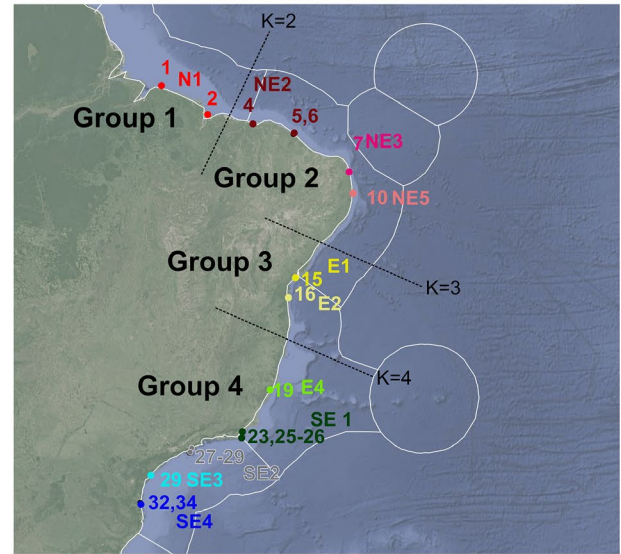 K=2
1 N1
NE2
Group 1
2
4
5,6
7 NE3
Group 2
10 NE5
Group 3
E1
15
16
E2
K=3
K=4
Group 4
19 E4
SE 1
23,25-26
27-29
SE2
29 SE3
32,34
SE4